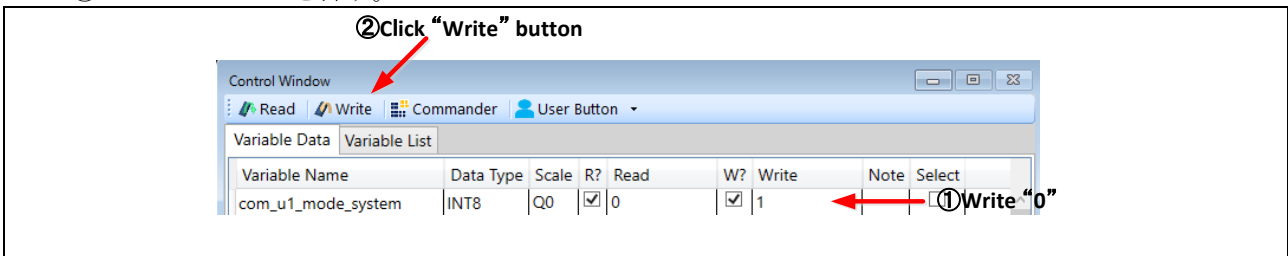 ②Click “Write” button
Control Window
Read Write Commander User Button
Variable Data Variable List
Variable Name Data Type Scale R? Read W? Write Note Select
com_u1_mode_system INT8 Q0 0 1
①Write “0”